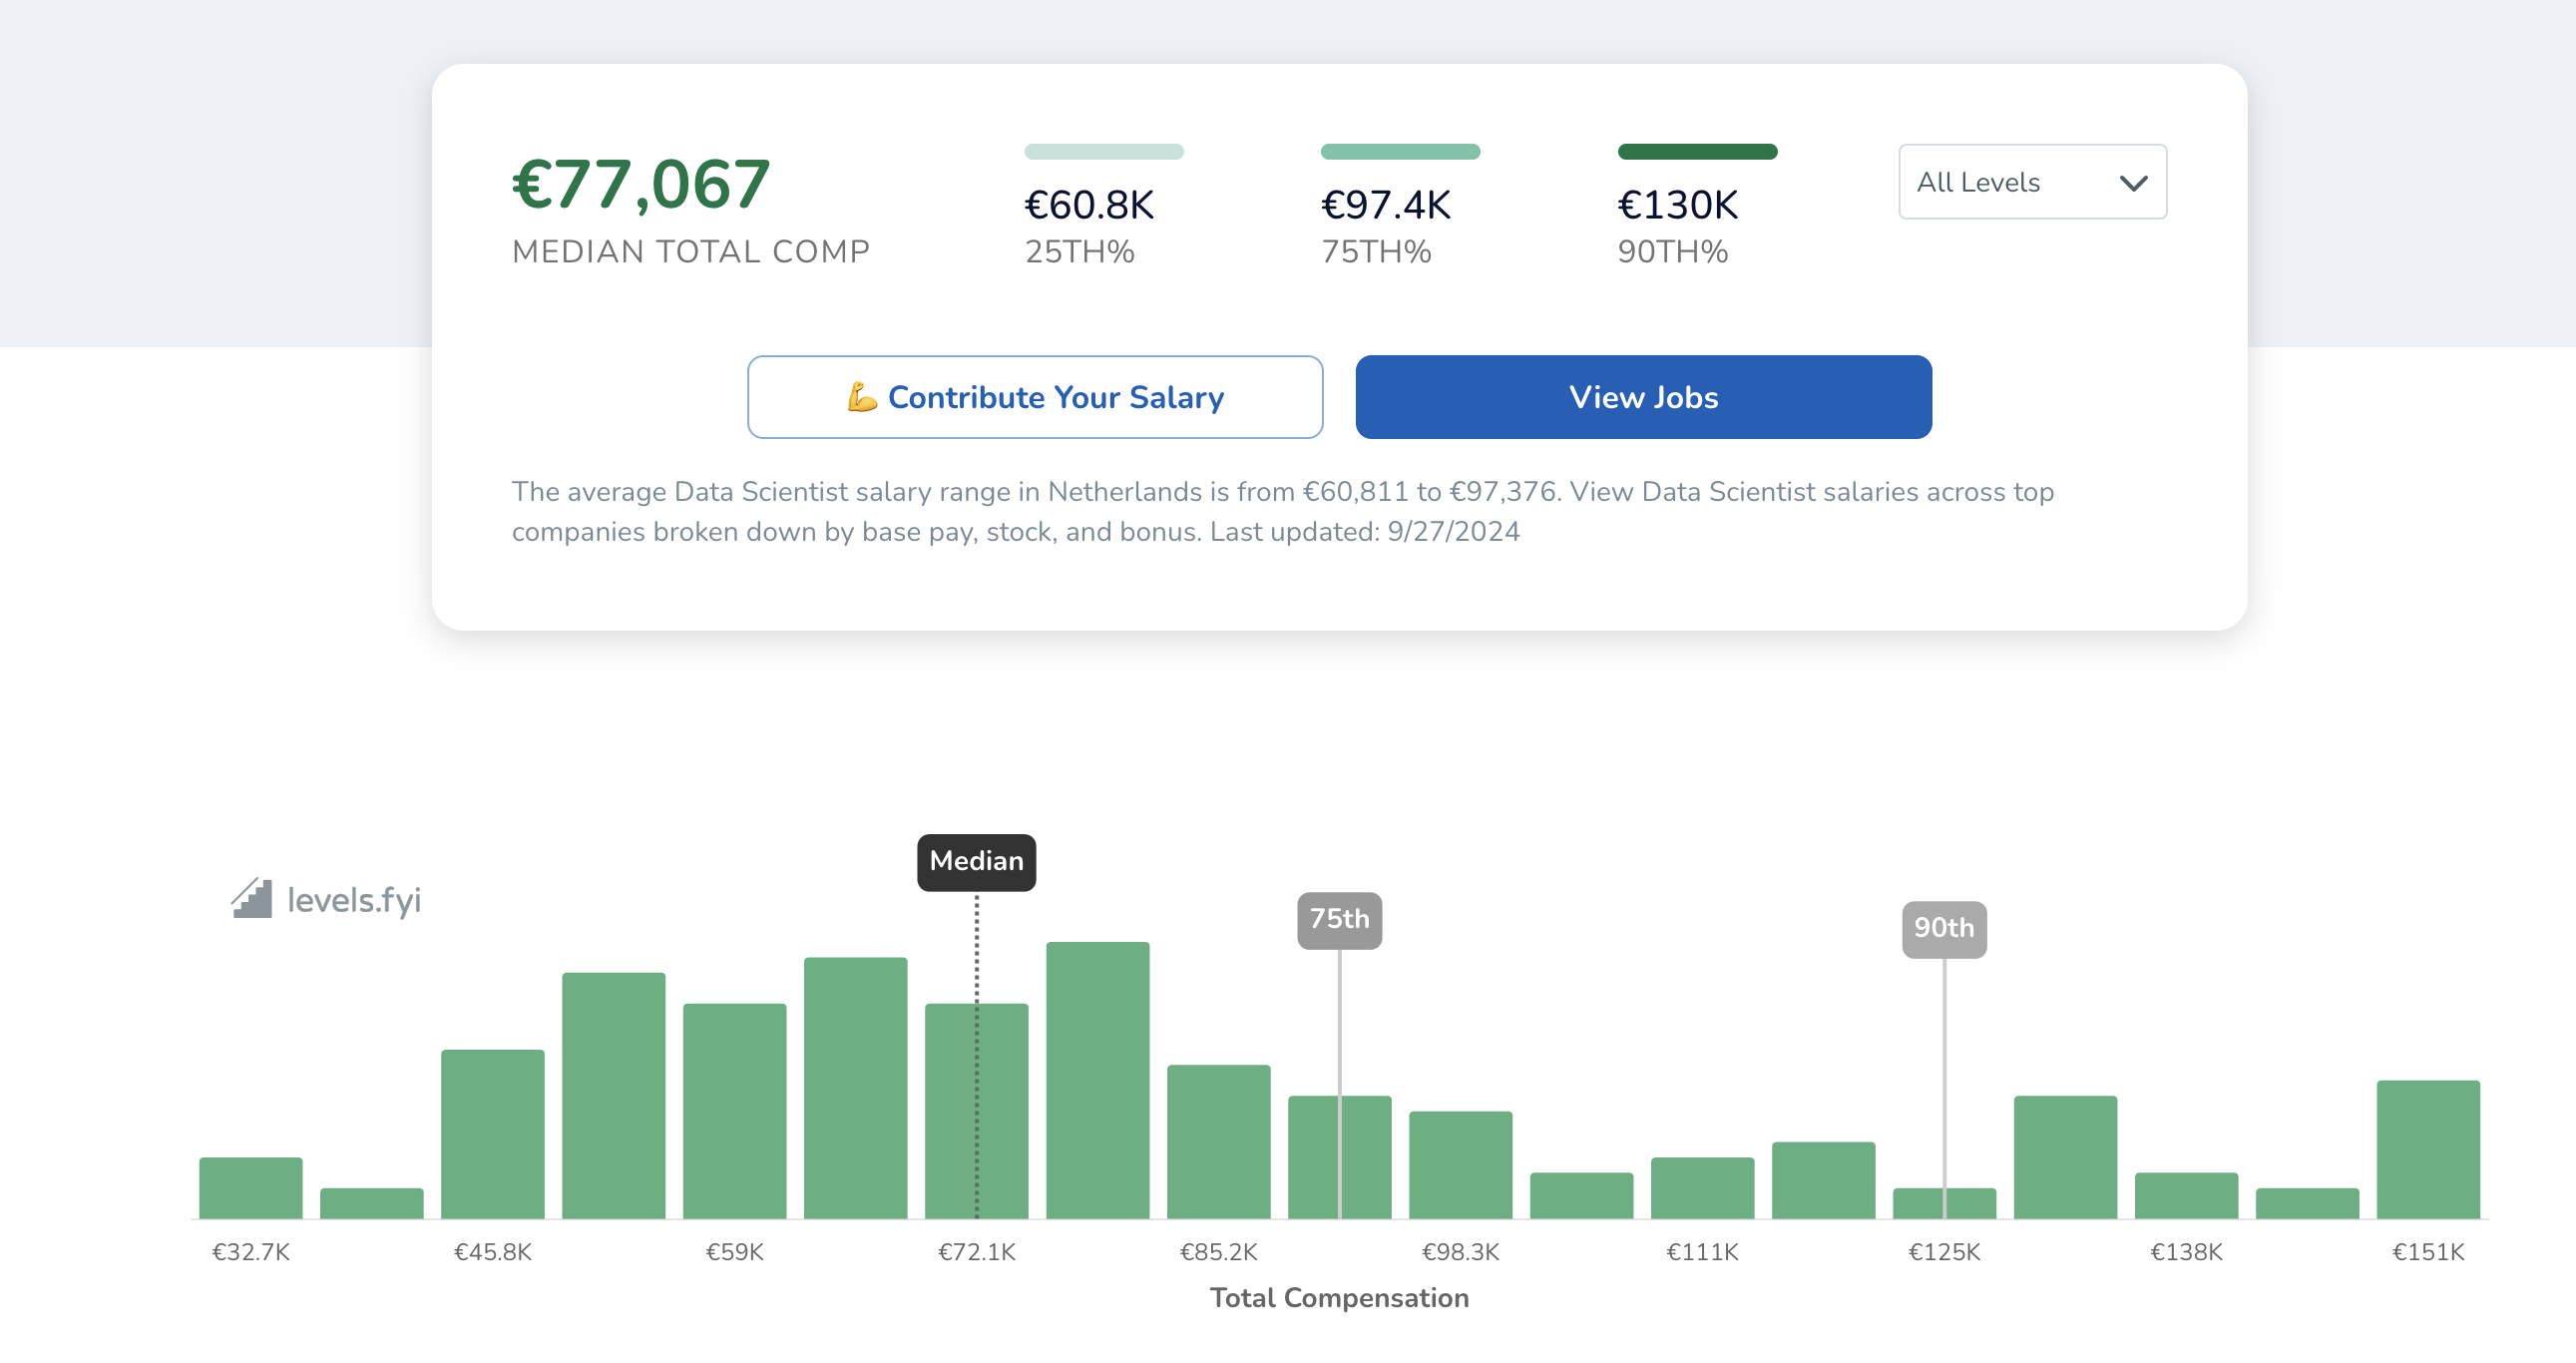 €77,067
MEDIAN TOTAL COMP
€60.8K
25TH%
€97.4K
75TH%
€130K
90TH%
All Levels
💪 Contribute Your Salary
View Jobs
The average Data Scientist salary range in Netherlands is from €60,811 to €97,376. View Data Scientist salaries across top
companies broken down by base pay, stock, and bonus. Last updated: 9/27/2024
levels.fyi
Median
75th
90th
€32.7K €45.8K €59K €72.1K €85.2K €98.3K €111K €125K €138K €151K
Total Compensation